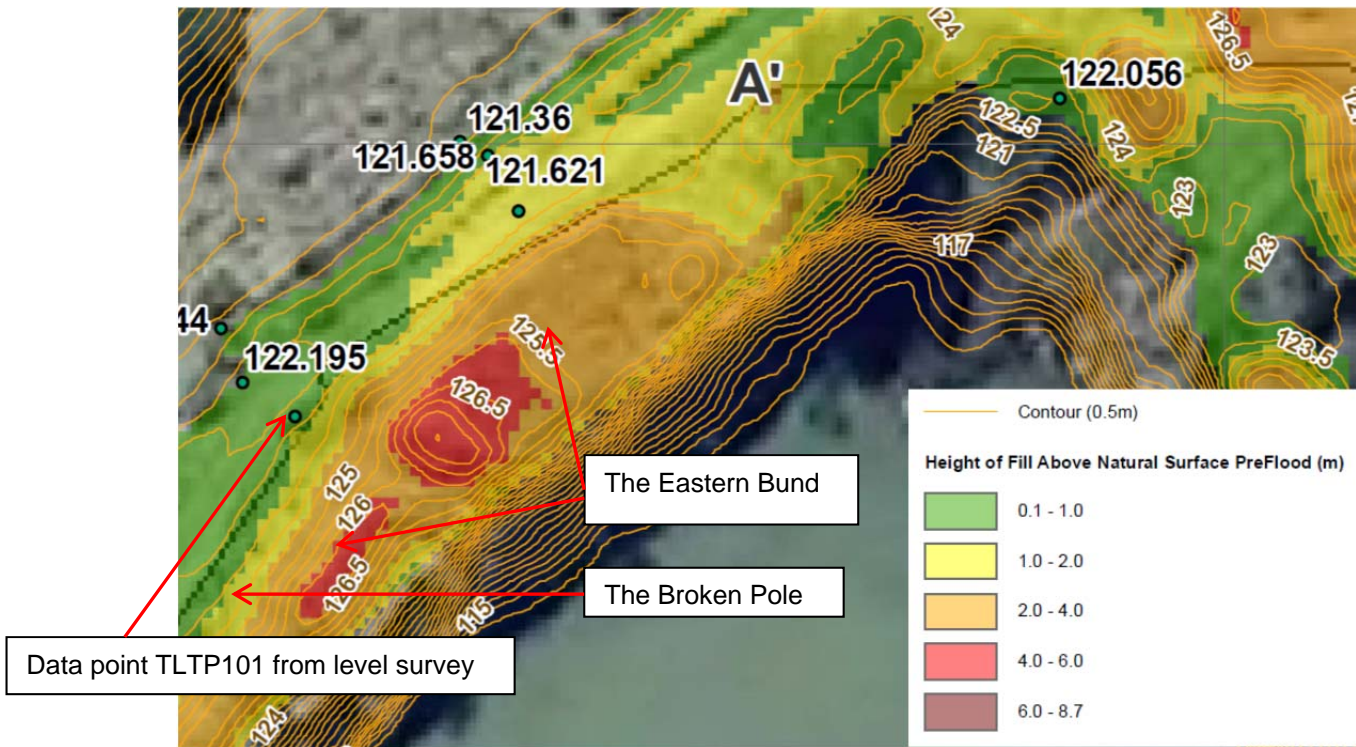 124
126.5
A'
122.056
121.36
122.5
121.658
121
124
121.621
123
117
123
44
125.5
123.5
122.195
126.5
Contour (0.5m)
Height of Fill Above Natural Surface PreFlood (m)
125
The Eastern Bund
0.1 - 1.0
126
1.0 - 2.0
126.5
The Broken Pole
2.0 - 4.0
115
Data point TLTP101 from level survey
4.0 - 6.0
124
6.0 - 8.7